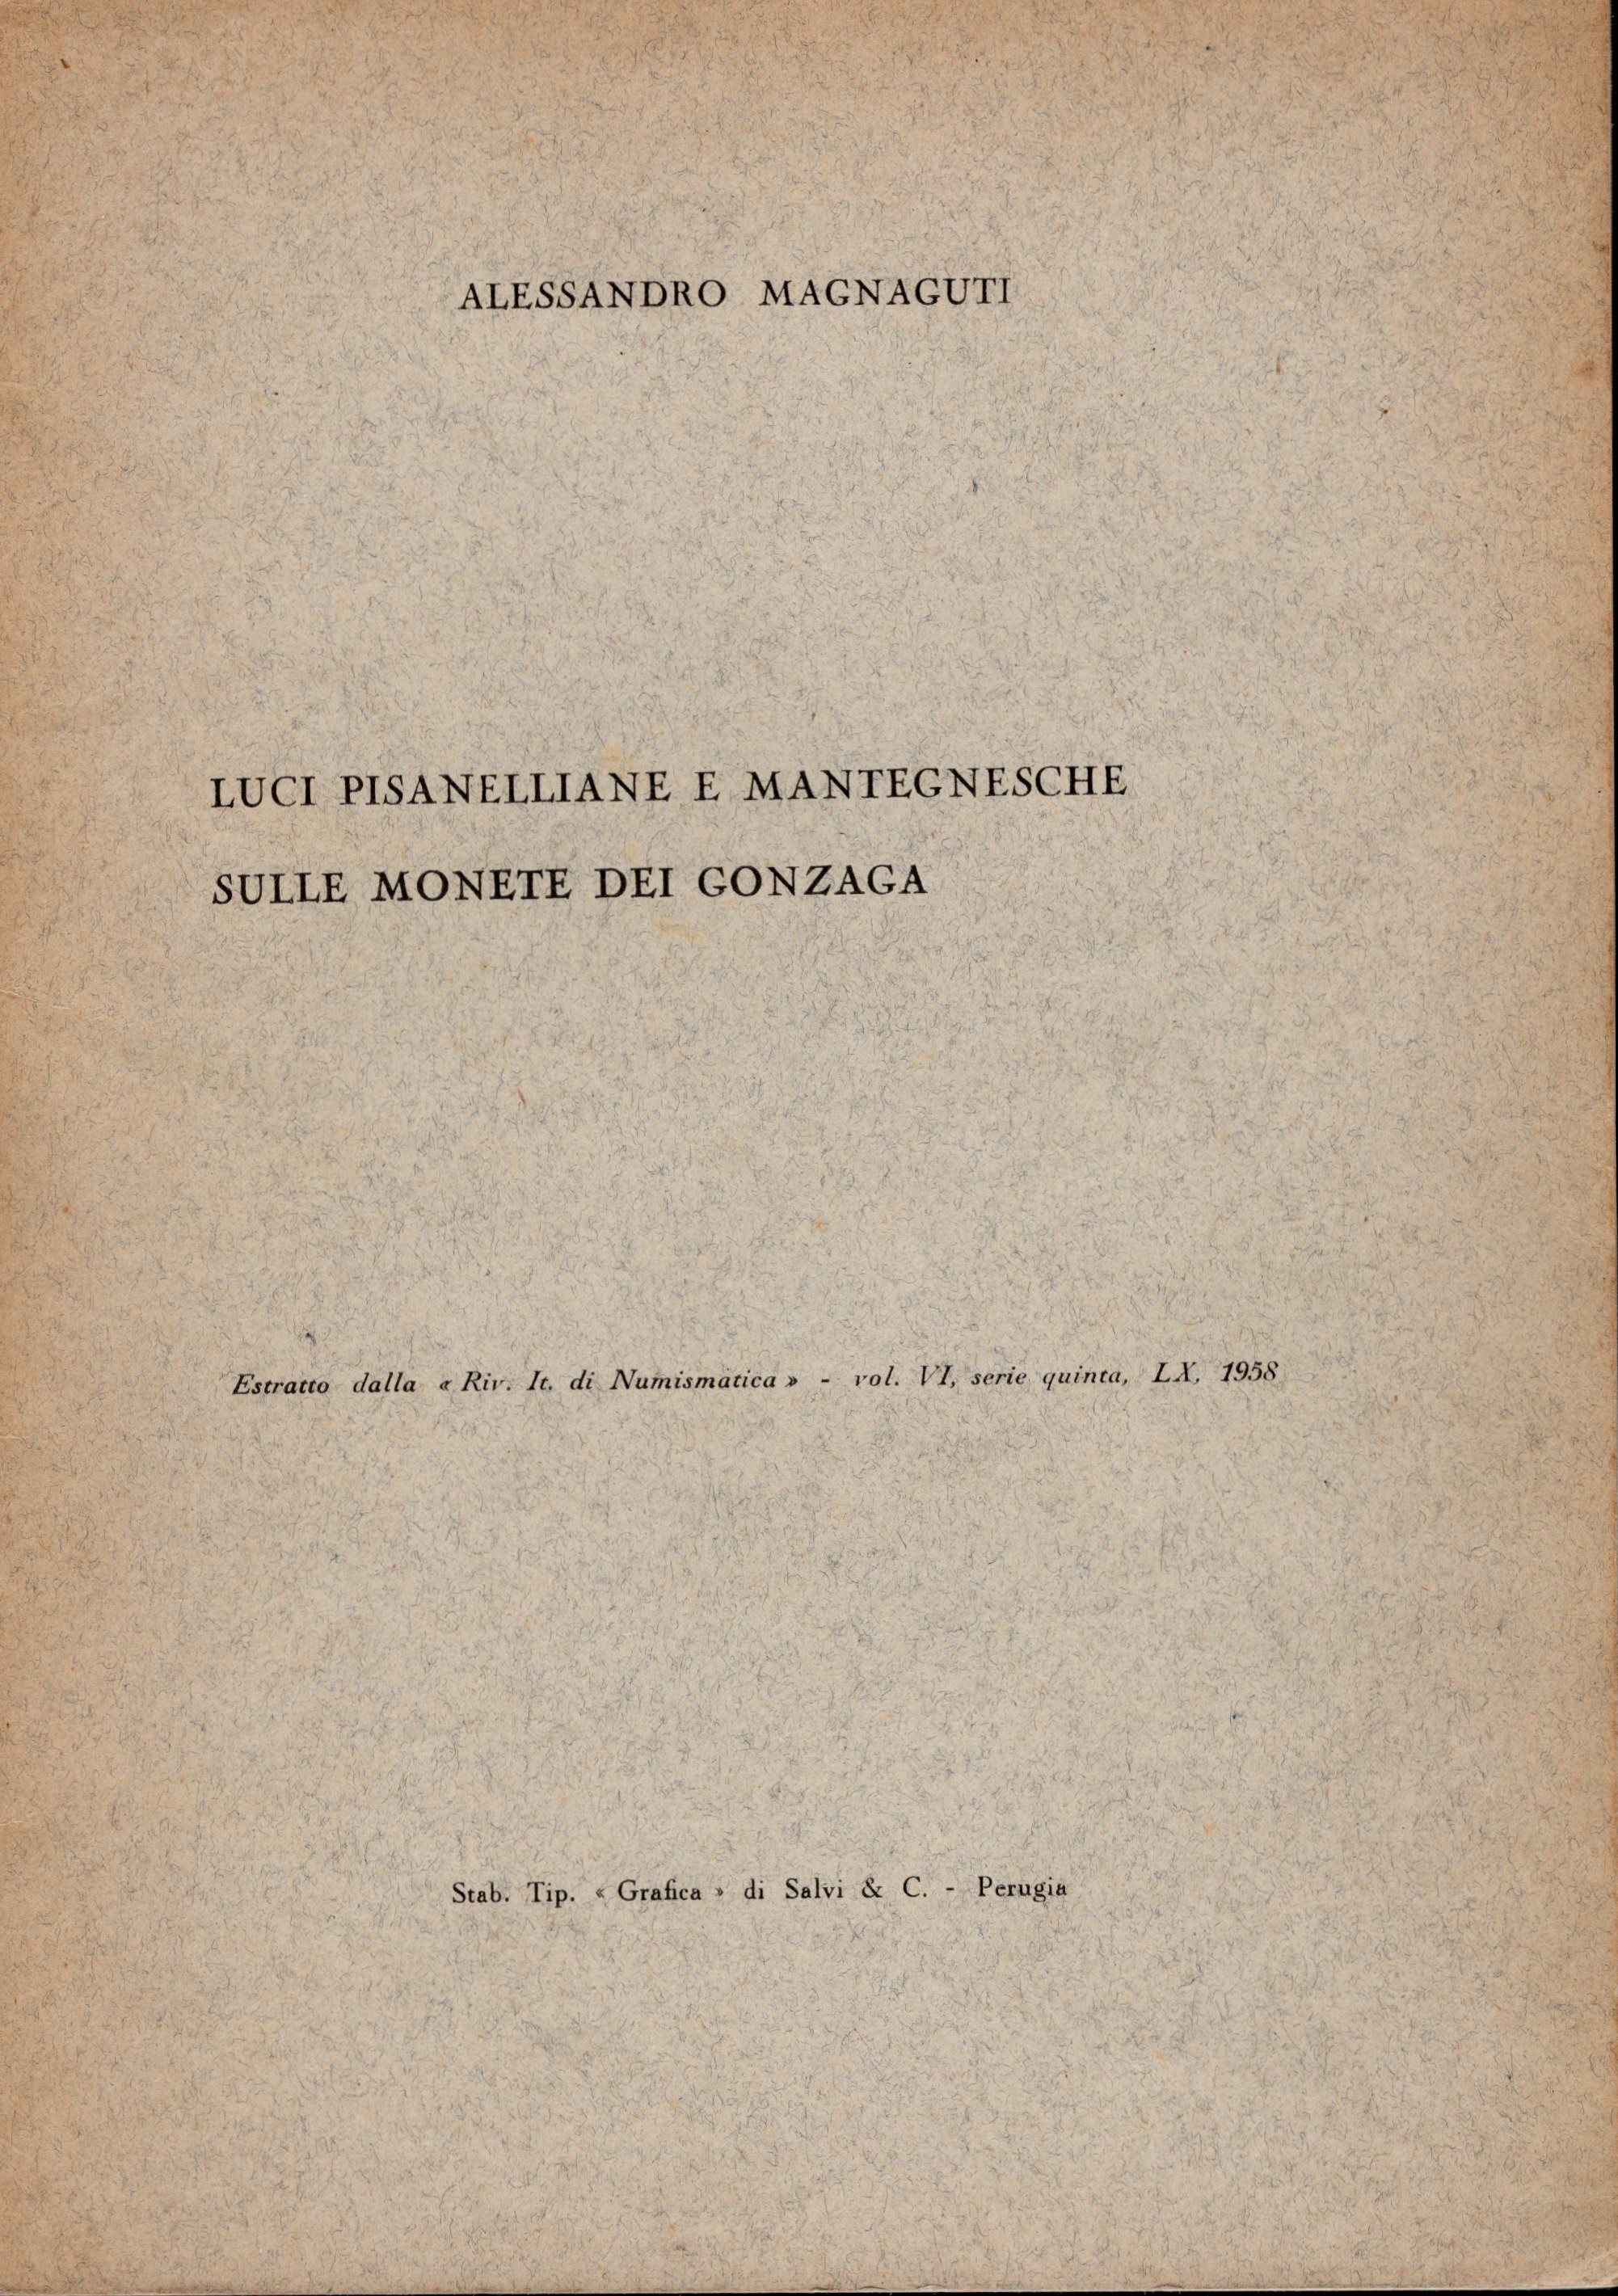 ALESSANDRO MAGNAGUTI
LUCI PISANELLIANE E MANTEGNESCHE
SULLE MONETE DEI GONZAGA
Estratto dalla « Riv. It. di Numismatica » - vol. VI, serie quinta, LX, 1958
Stab. Tip. « Grafica » di Salvi & C. - Perugia